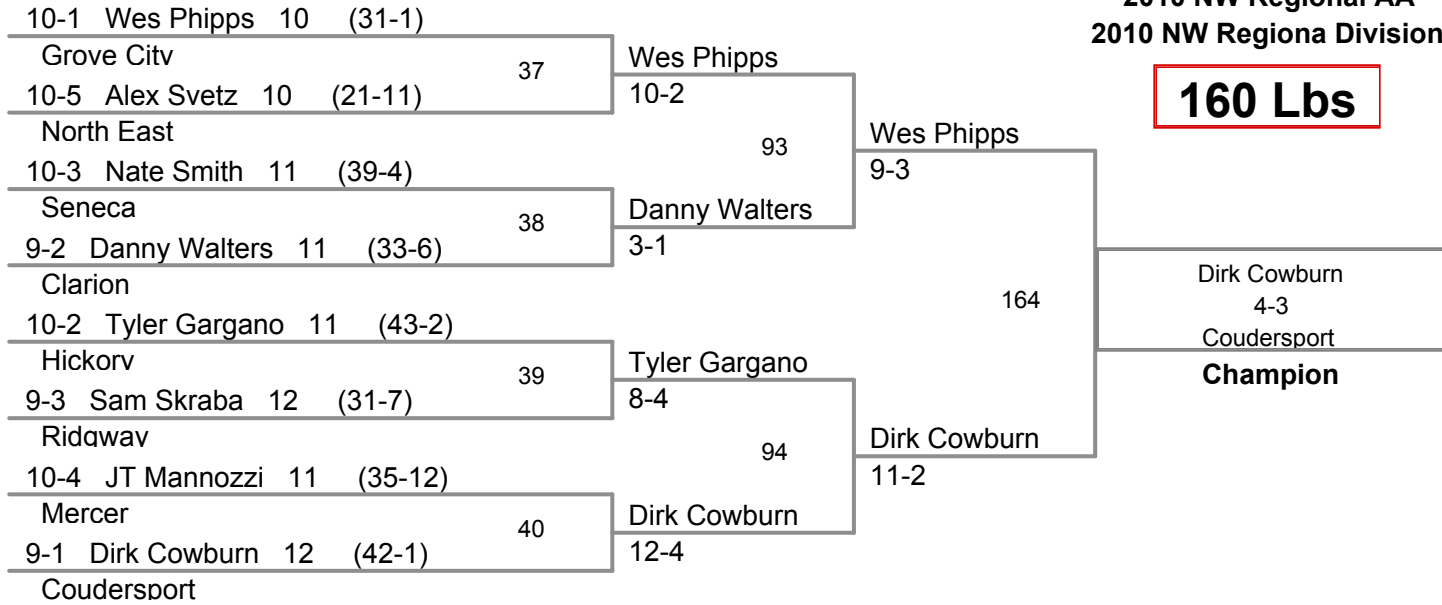 2010 NW Regional AA
2010 NW Regiona Division
160 Lbs
10-1 Wes Phipps 10 (31-1)
Grove City
10-5 Alex Svetz 10 (21-11)
North East
10-3 Nate Smith 11 (39-4)
Seneca
9-2 Danny Walters 11 (33-6)
Clarion
10-2 Tyler Gargano 11 (43-2)
Hickory
9-3 Sam Skraba 12 (31-7)
Ridgway
10-4 JT Mannozzi 11 (35-12)
Mercer
9-1 Dirk Cowburn 12 (42-1)
Coudersport
37
38
39
40
Wes Phipps
10-2
Danny Walters
3-1
Tyler Gargano
8-4
Dirk Cowburn
12-4
93
94
Wes Phipps
9-3
Dirk Cowburn
11-2
164
Dirk Cowburn
4-3
Coudersport
Champion